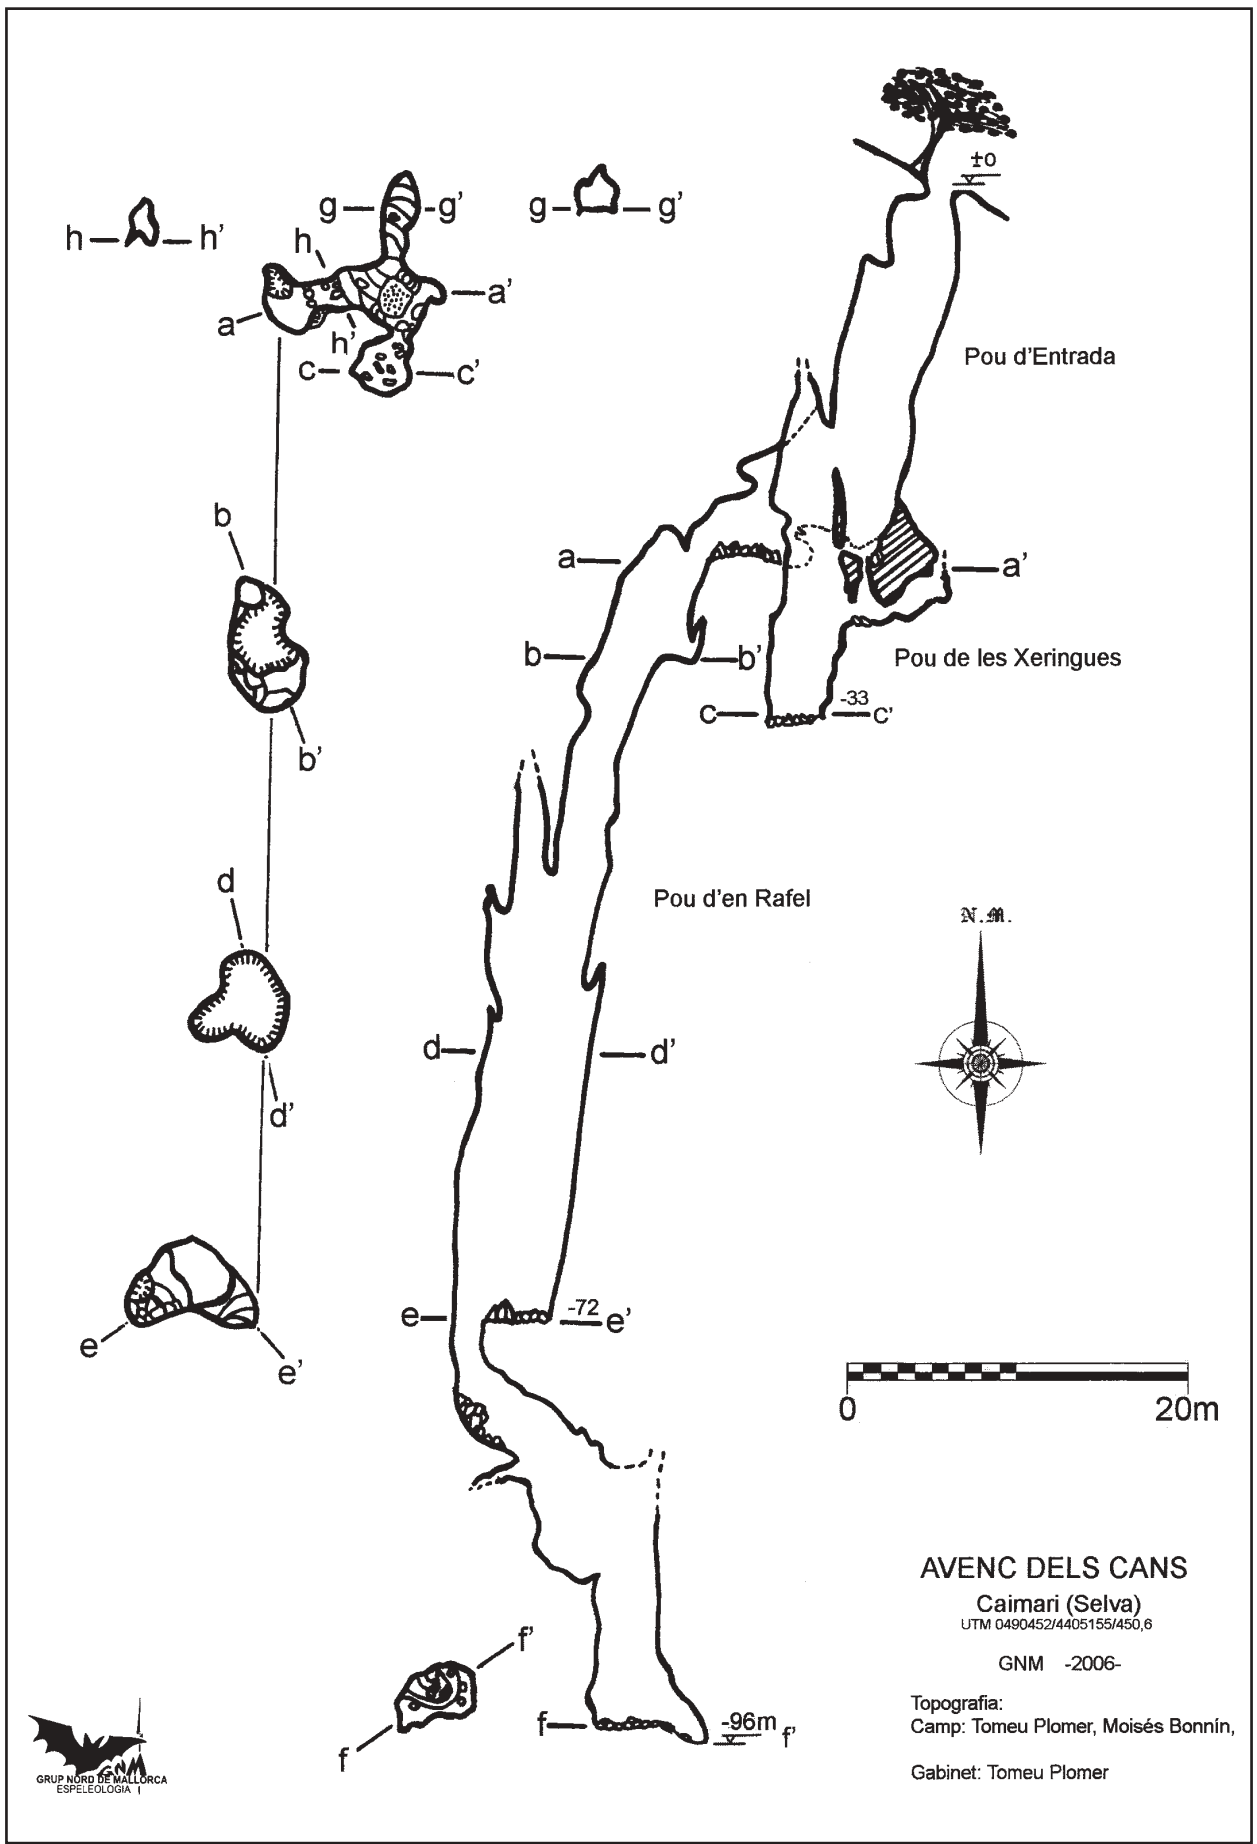 ±0
g g'
g g'
h h'
h
a a'
h'
c c'
Pou d'Entrada
b
a a'
b b'
Pou de les Xeringues
-33
c c'
b'
d
Pou d'en Rafel
N.M.
d d'
d'
e -72 e'
e
e'
0 20m
AVENC DELS CANS
Caimari (Selva)
UTM 0490452/4405155/450,6
GNM -2006-
f'
Topografia:
f -96m f'
Camp: Tomeu Plomer, Moisés Bonnín,
f
Gabinet: Tomeu Plomer
GNM
GRUP NORD DE MALLORCA
ESPELEOLOGIA